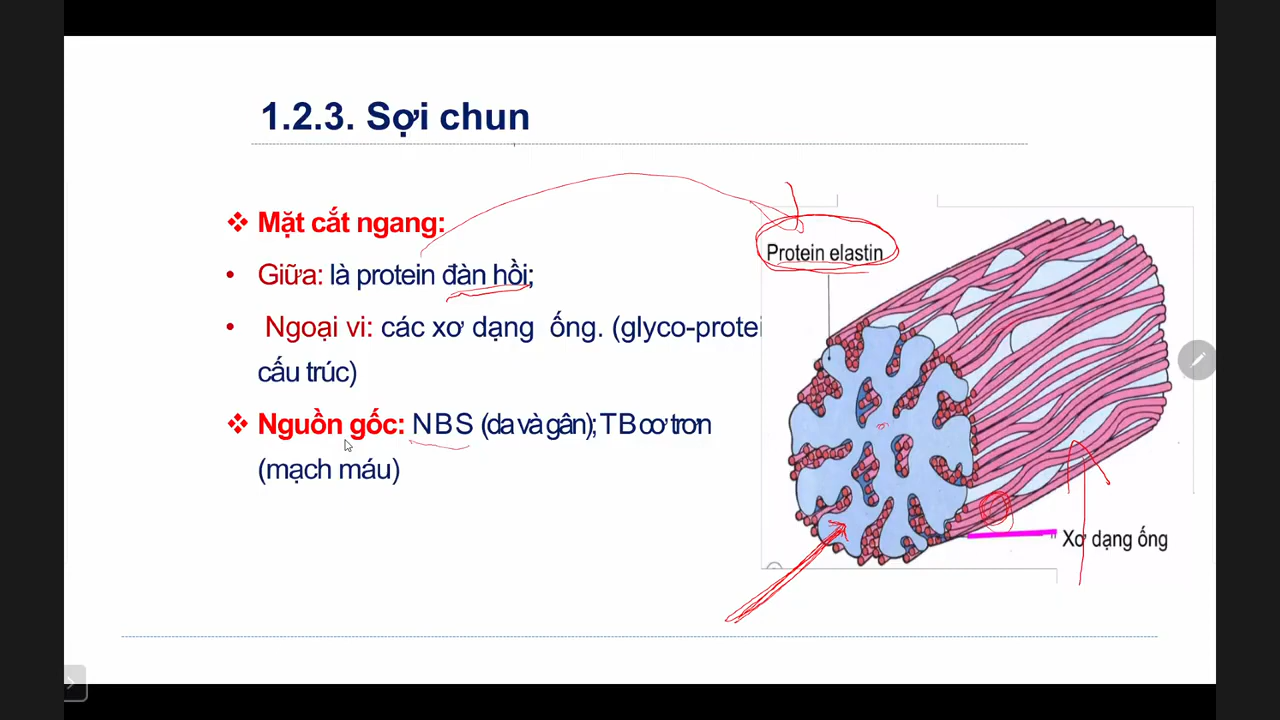 1.2.3. Sợi chun
Mặt cắt ngang:
Giữa: là protein đàn hồi;
Ngoại vi: các xơ dạng ống. (glyco-protei
cấu trúc)
Nguồn gốc: NBS (da và gân); TB cơ trơn
(mạch máu)
Protein elastin
Xơ dạng ống